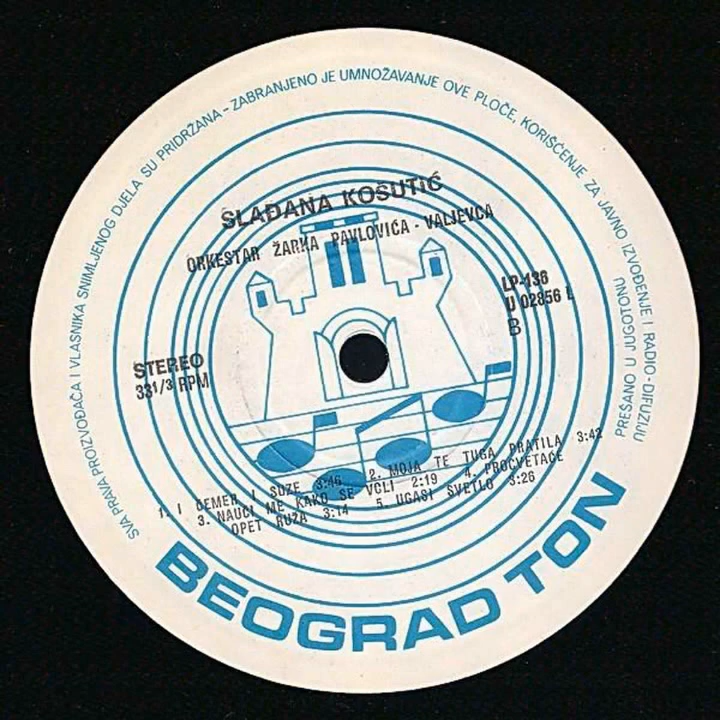 SVA PRAVA PROIZVOĐAČA I VLASNIKA SNIMLJENOG DJELA SU PRIDRŽANA - ZABRANJENO JE UMNOŽAVANJE OVE PLOČE, KORIŠĆENJE ZA JAVNO IZVOĐENJE I RADIO - DIFUZIJU
PREŠANO U JUGOTONU
SLAĐANA KOŠUTIĆ
ORKESTAR ŽARKA PAVLOVIĆA - VALJEVCA
LP-136
U 02856 L
B
STEREO
33 1/3 RPM
1. I ČEMER I SUZE 3:46 2. MOJA TE TUGA PRATILA 3:42
3. NAUČI ME KAKO SE VOLI 2:19 4. PROCVETAĆE
OPET RUŽA 3:14 5. UGASI SVETLO 3:26
BEOGRAD TON